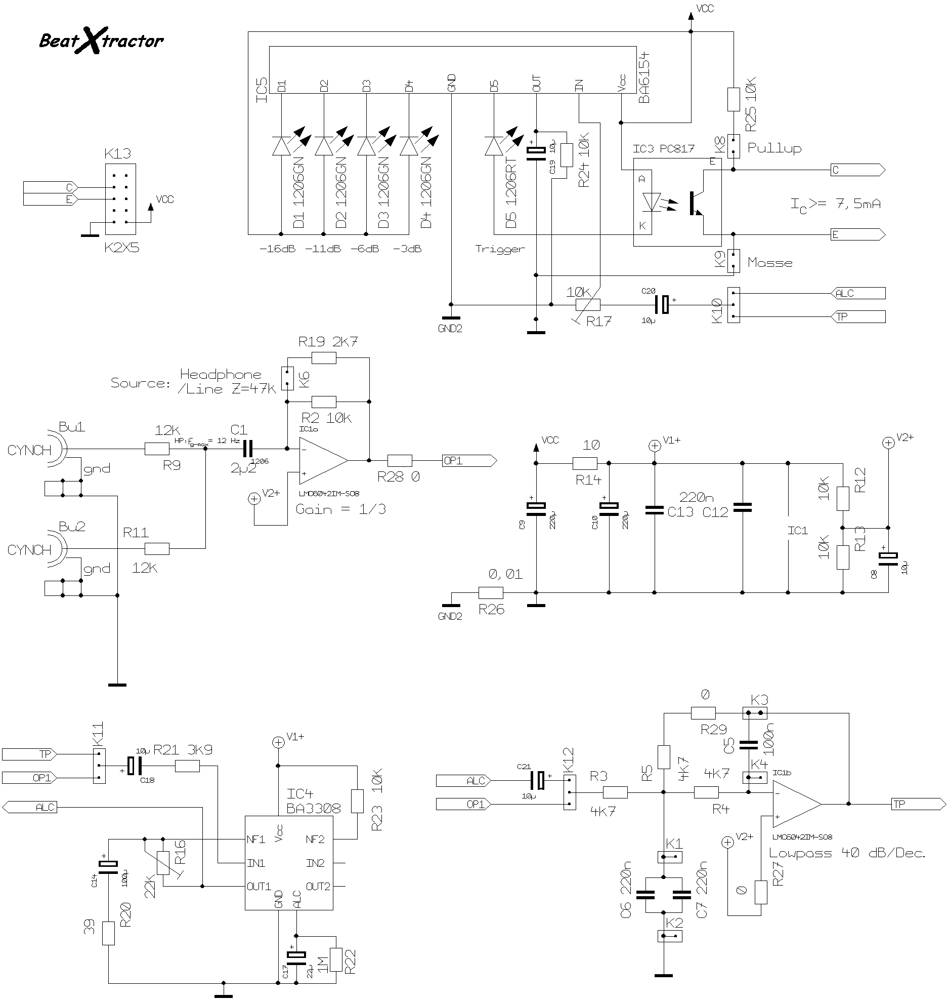 Beat Xtractor
VCC
IC5
D1
D2
D3
D4
GND
D5
OUT
IN
Vcc
BA6154
R25 10K
K8
Pullup
D1 1206GN
D2 1206GN
D3 1206GN
D4 1206GN
D5 1206RT
+
C19
10µ
R24 10K
IC3 PC817
A
K
E
C
I_C >= 7,5mA
E
K9
Masse
-16dB
-11dB
-6dB
-3dB
Trigger
K13
C
E
VCC
K2X5
10K
R17
C20
+
10µ
K10
ALC
TP
GND2
R19 2K7
K6
Source:
Headphone
/Line Z=47K
R2 10K
IC1a
Bu1
CYNCH
gnd
12K
R9
HP:f g-max = 12 Hz
C1
2µ2
1206
-
+
V2+
LMC6042IM-SO8
Gain = 1/3
R28 0
OP1
Bu2
CYNCH
gnd
R11
12K
VCC
10
R14
V1+
V2+
+
C9
220µ
+
C10
220µ
220n
C13
C12
IC1
10K
R12
10K
R13
+
C8
10µ
0,01
R26
GND2
K11
TP
OP1
ALC
10µ
+
C18
R21 3K9
V1+
IC4
BA3308
R23 10K
Vcc
NF1
IN1
OUT1
GND
ALC
NF2
IN2
OUT2
R16
22K
+
C14
100µ
39
R20
+
C17
22µ
1M
R22
0
R29
K3
C5
100n
K4
R5
4K7
C21
+
10µ
ALC
OP1
K12
R3
4K7
4K7
R4
IC1b
-
+
TP
LMC6042IM-SO8
V2+
Lowpass 40 dB/Dec.
R27
0
K1
C6 220n
C7 220n
K2